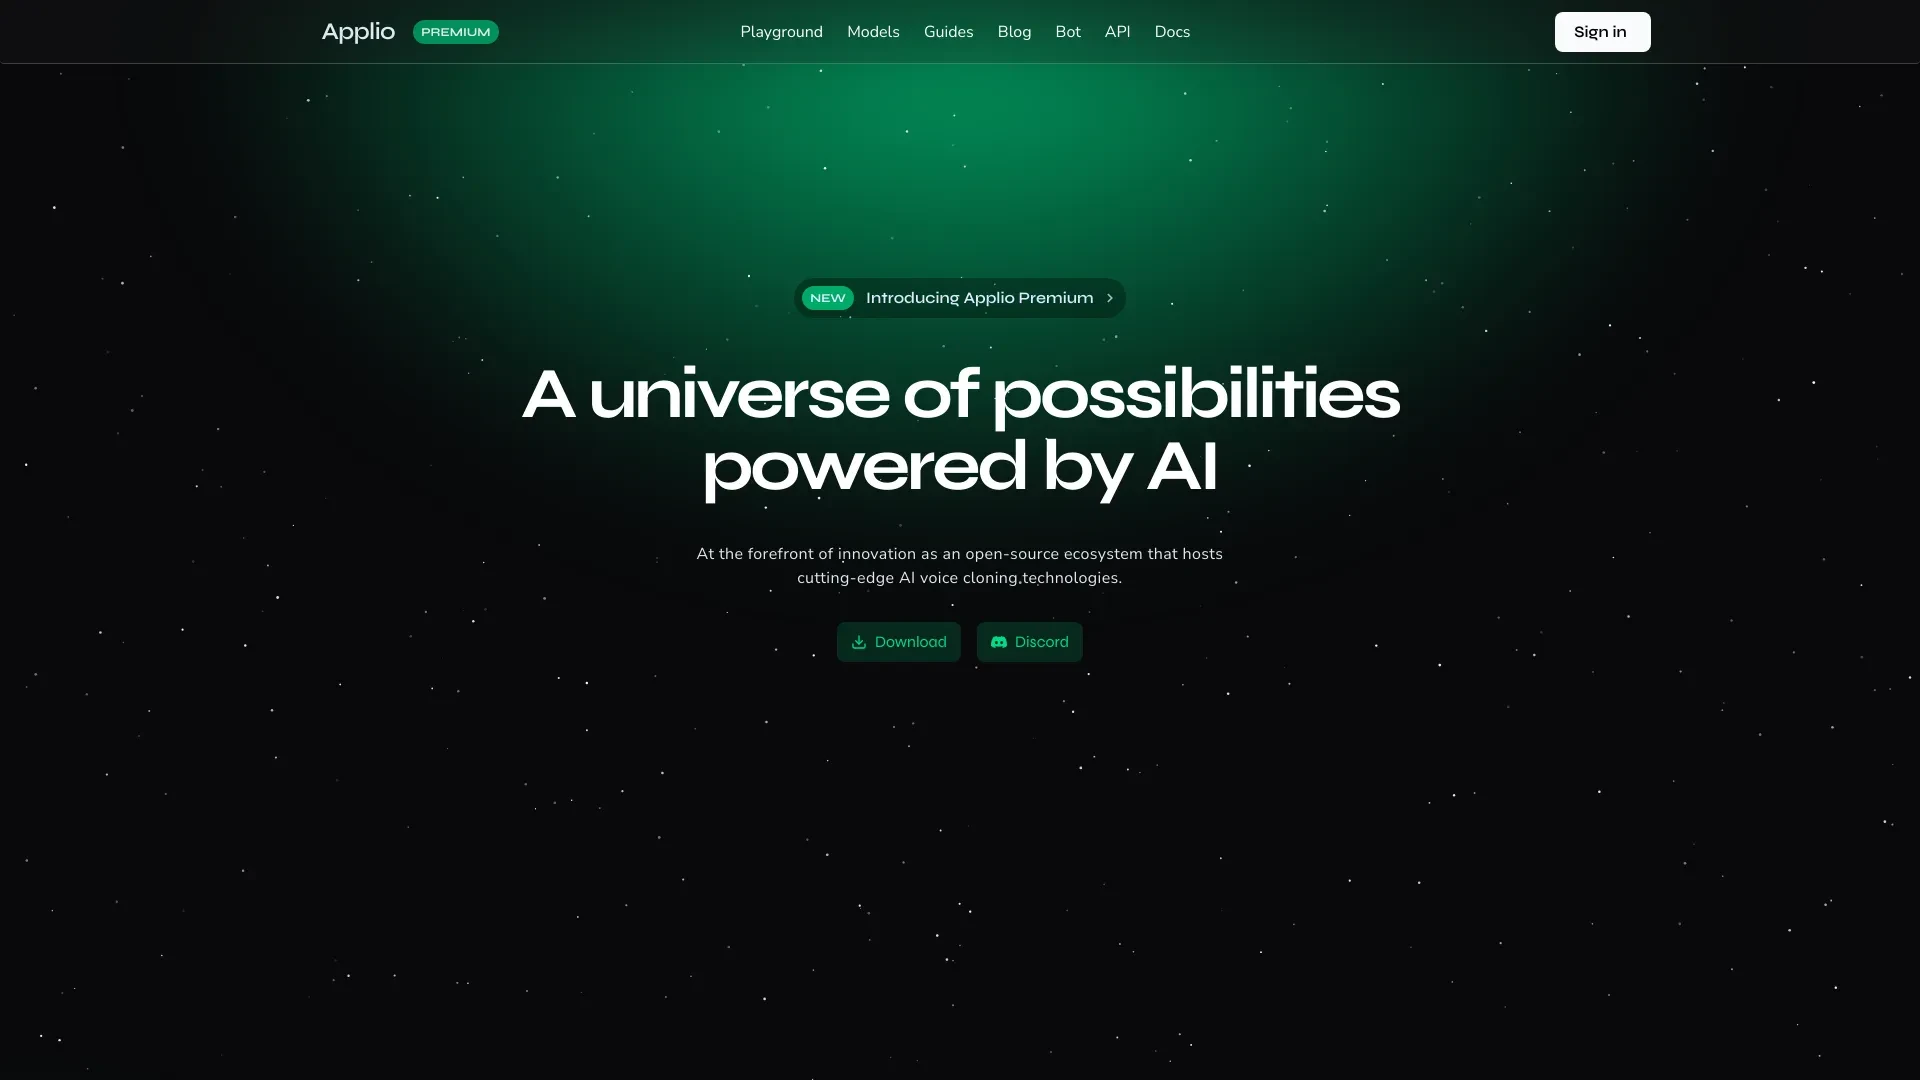 Applio PREMIUM Playground Models Guides Blog Bot API Docs Sign in
NEW Introducing Applio Premium
A universe of possibilities
powered by AI
At the forefront of innovation as an open-source ecosystem that hosts
cutting-edge AI voice cloning technologies.
Download Discord